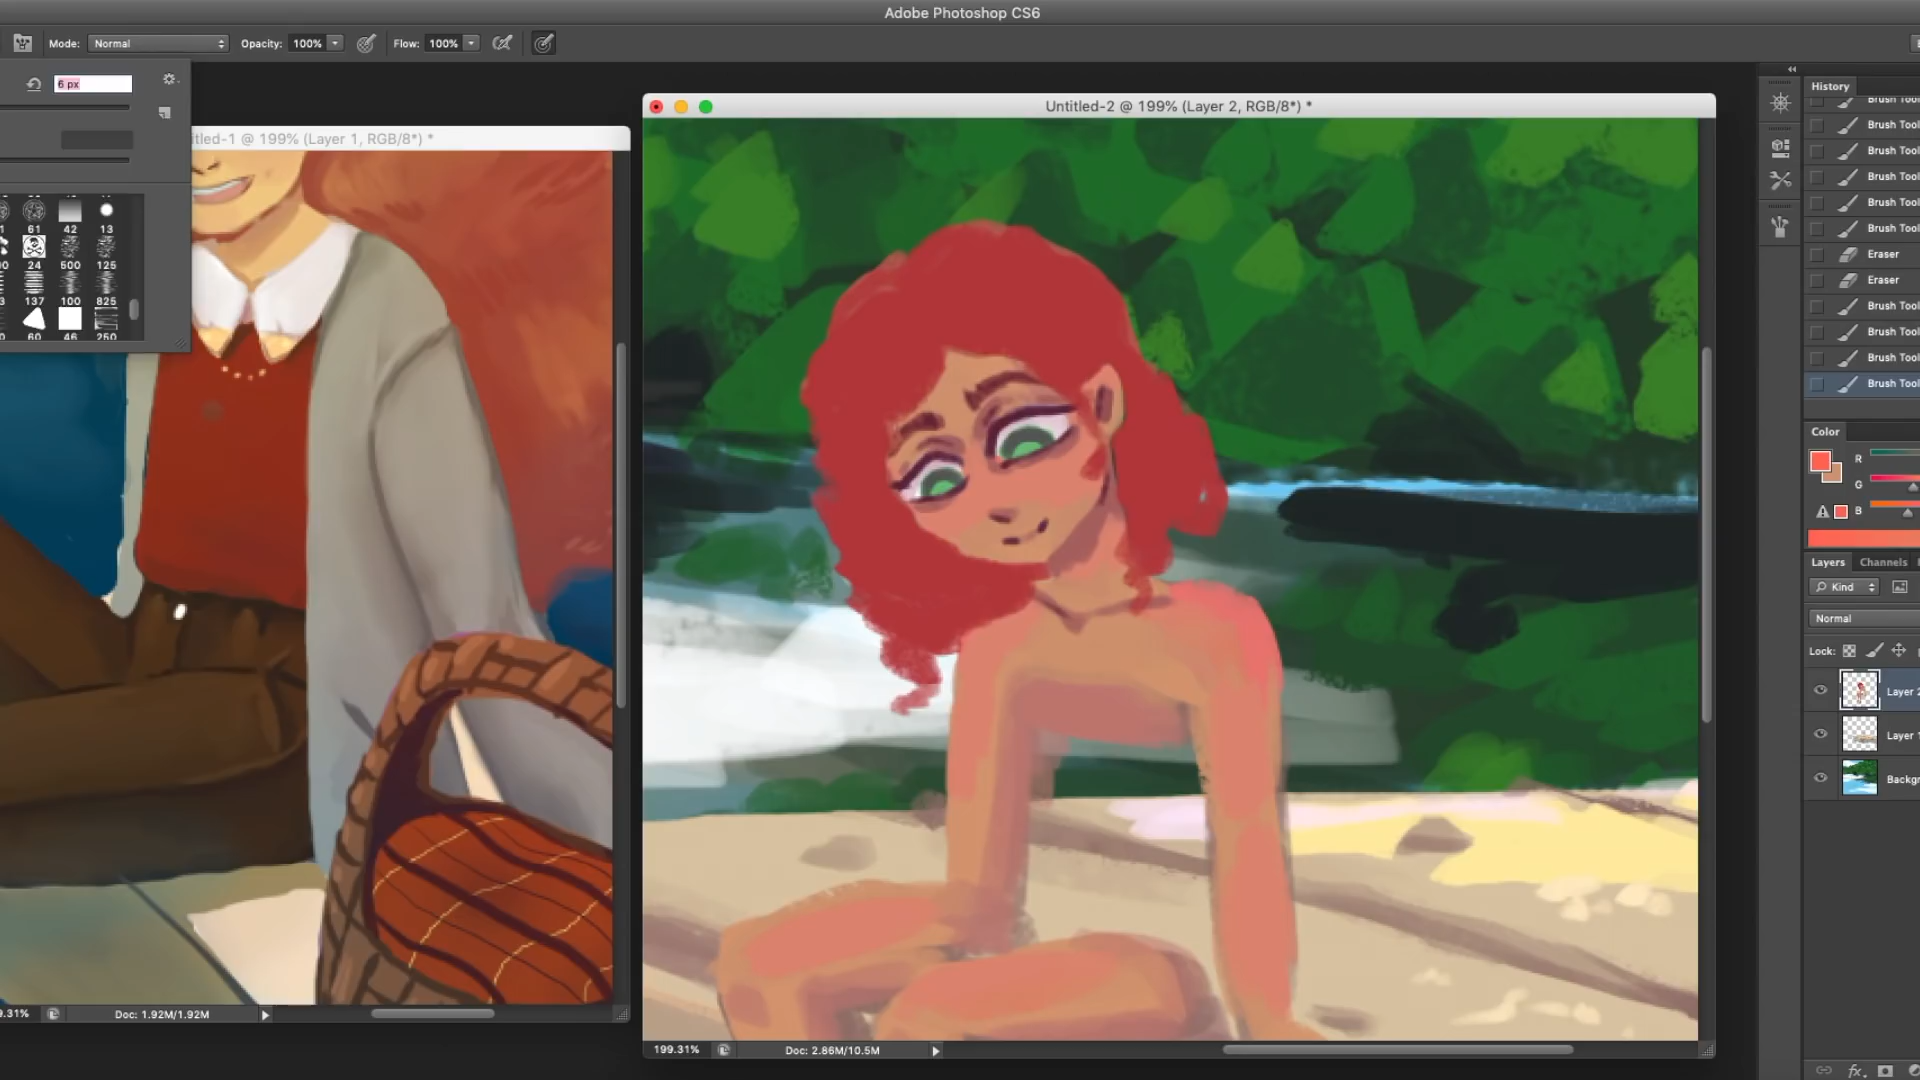 Adobe Photoshop CS6
Mode: Normal Opacity: 100% Flow: 100%
6 px
Untitled-2 @ 199% (Layer 2, RGB/8*) *
@ 199% (Layer 1, RGB/8*) *
61 42 13
24 500 125
137 100 825
60 46 250
History
Brush Tool
Brush Tool
Brush Tool
Brush Tool
Brush Tool
Brush Tool
Eraser
Eraser
Brush Tool
Brush Tool
Brush Tool
Brush Tool
Color
R
G
B
Layers Channels
Kind
Normal
Lock:
Layer 2
Layer 1
Backgr
fx
Doc: 1.92M/1.92M
199.31% Doc: 2.86M/10.5M